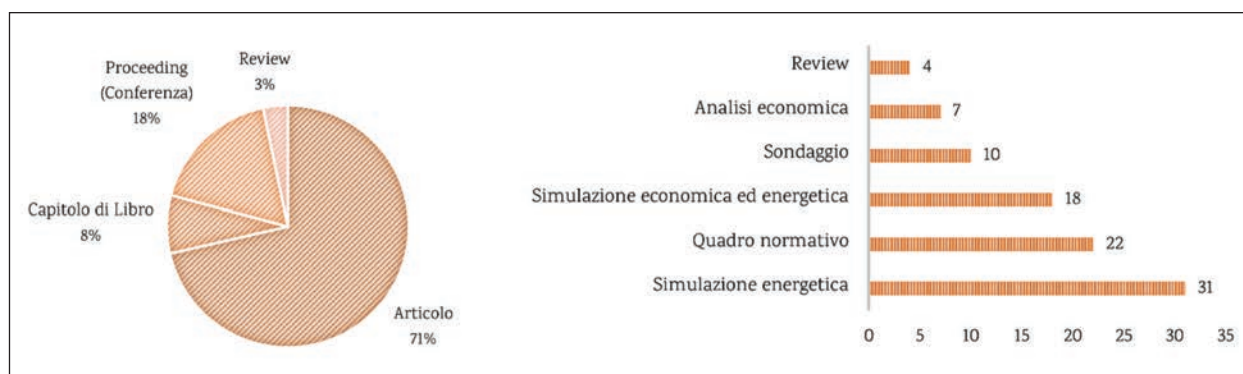 Review
3%
Proceeding
(Conferenza)
18%
Capitolo di Libro
8%
Articolo
71%
Review 4
Analisi economica 7
Sondaggio 10
Simulazione economica ed energetica 18
Quadro normativo 22
Simulazione energetica 31
0 5 10 15 20 25 30 35